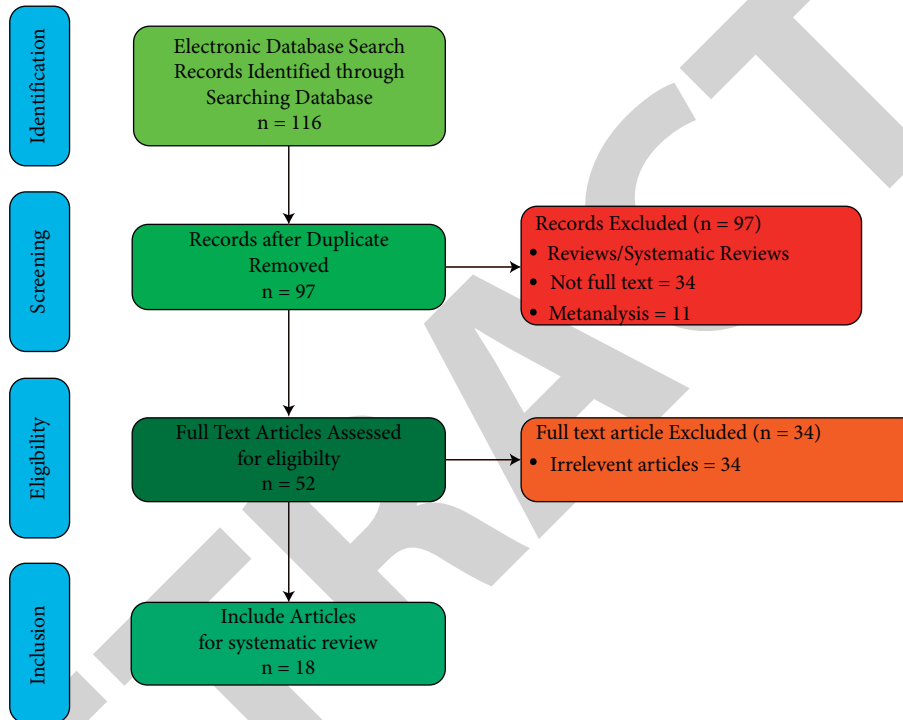 Identification
Electronic Database Search
Records Identified through
Searching Database
n = 116
Screening
Records after Duplicate
Removed
n = 97
Records Excluded (n = 97)
• Reviews/Systematic Reviews
• Not full text = 34
• Metanalysis = 11
Eligibility
Full Text Articles Assessed
for eligibilty
n = 52
Full text article Excluded (n = 34)
• Irrelevent articles = 34
Inclusion
Include Articles
for systematic review
n = 18